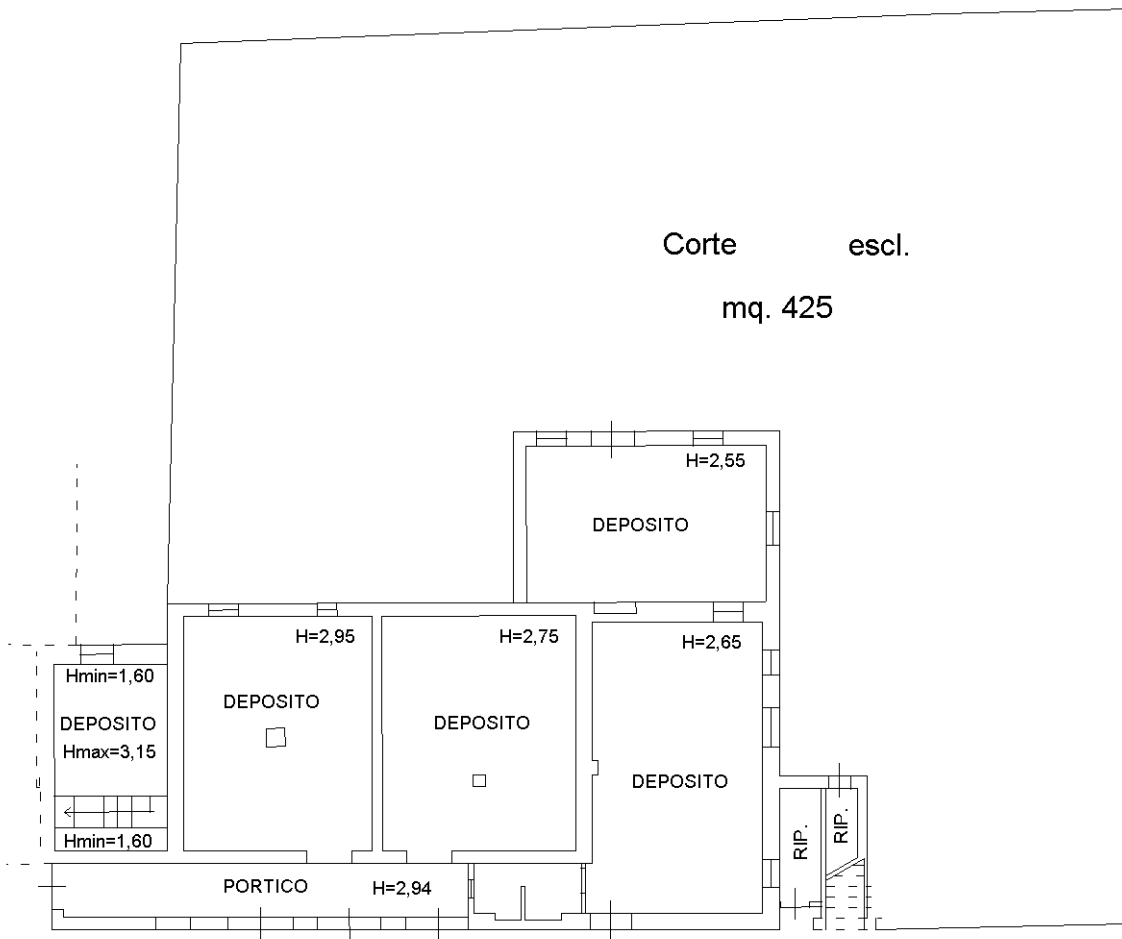 Corte escl.
mq. 425
H=2,55
DEPOSITO
H=2,95
H=2,75
H=2,65
Hmin=1,60
DEPOSITO
Hmax=3,15
DEPOSITO
DEPOSITO
DEPOSITO
Hmin=1,60
RIP.
RIP.
PORTICO
H=2,94